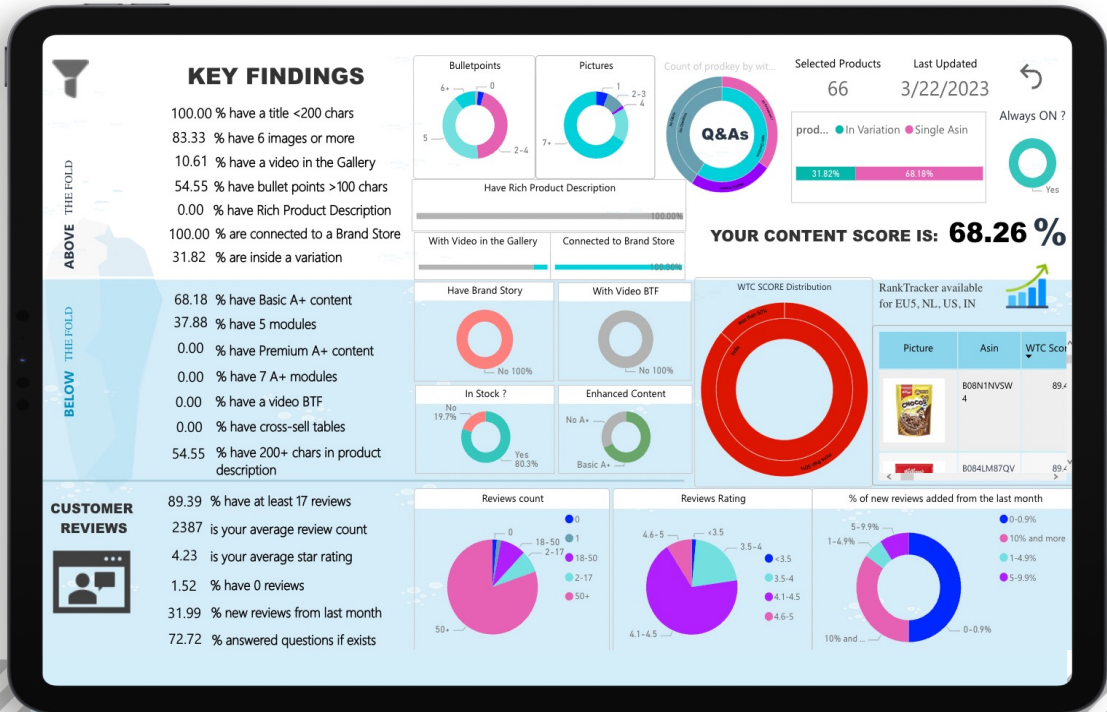 KEY FINDINGS
100.00 % have a title <200 chars
83.33 % have 6 images or more
10.61 % have a video in the Gallery
54.55 % have bullet points >100 chars
0.00 % have Rich Product Description
100.00 % are connected to a Brand Store
31.82 % are inside a variation
ABOVE THE FOLD
Bulletpoints
6+
0
5
2-4
Pictures
1
2-3
4
7+
Count of prodkey by wit...
Q&As
Selected Products
66
Last Updated
3/22/2023
prod...
In Variation
Single Asin
31.82%
68.18%
Always ON ?
Yes
Have Rich Product Description
100.00%
With Video in the Gallery
Connected to Brand Store
100.00%
YOUR CONTENT SCORE IS: 68.26 %
BELOW THE FOLD
68.18 % have Basic A+ content
37.88 % have 5 modules
0.00 % have Premium A+ content
0.00 % have 7 A+ modules
0.00 % have a video BTF
0.00 % have cross-sell tables
54.55 % have 200+ chars in product
description
Have Brand Story
No 100%
With Video BTF
No 100%
In Stock ?
No
19.7%
Yes
80.3%
Enhanced Content
No A+
Basic A+
WTC SCORE Distribution
RankTracker available
for EU5, NL, US, IN
Picture
Asin
WTC Scor
CHOCOS
B08N1NVSW
4
89.4
B084LM87QV
89.4
CUSTOMER
REVIEWS
89.39 % have at least 17 reviews
2387 is your average review count
4.23 is your average star rating
1.52 % have 0 reviews
31.99 % new reviews from last month
72.72 % answered questions if exists
Reviews count
0
18-50
2-17
50+
0
1
18-50
2-17
50+
Reviews Rating
4.6-5
<3.5
3.5-4
4.1-4.5
<3.5
3.5-4
4.1-4.5
4.6-5
% of new reviews added from the last month
5-9.9%
1-4.9%
10% and ...
0-0.9%
0-0.9%
10% and more
1-4.9%
5-9.9%